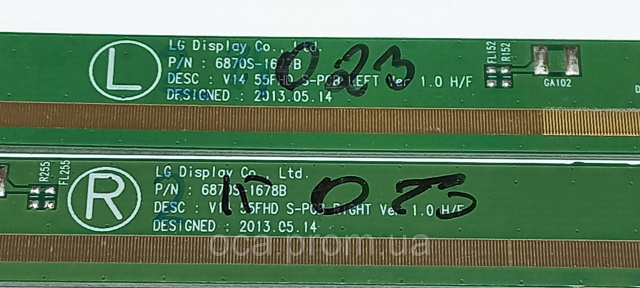 L
LG Display Co., Ltd.
P/N : 6870S-1677B
DESC : V14 55FHD S-PCB LEFT Ver 1.0 H/F
DESIGNED : 2013.05.14
023
FL152
R152
GA102
R255
FL255
R
LG Display Co., Ltd.
P/N : 6870S-1678B
DESC : V14 55FHD S-PCB RIGHT Ver 1.0 H/F
DESIGNED : 2013.05.14
023
oca.prom.ua